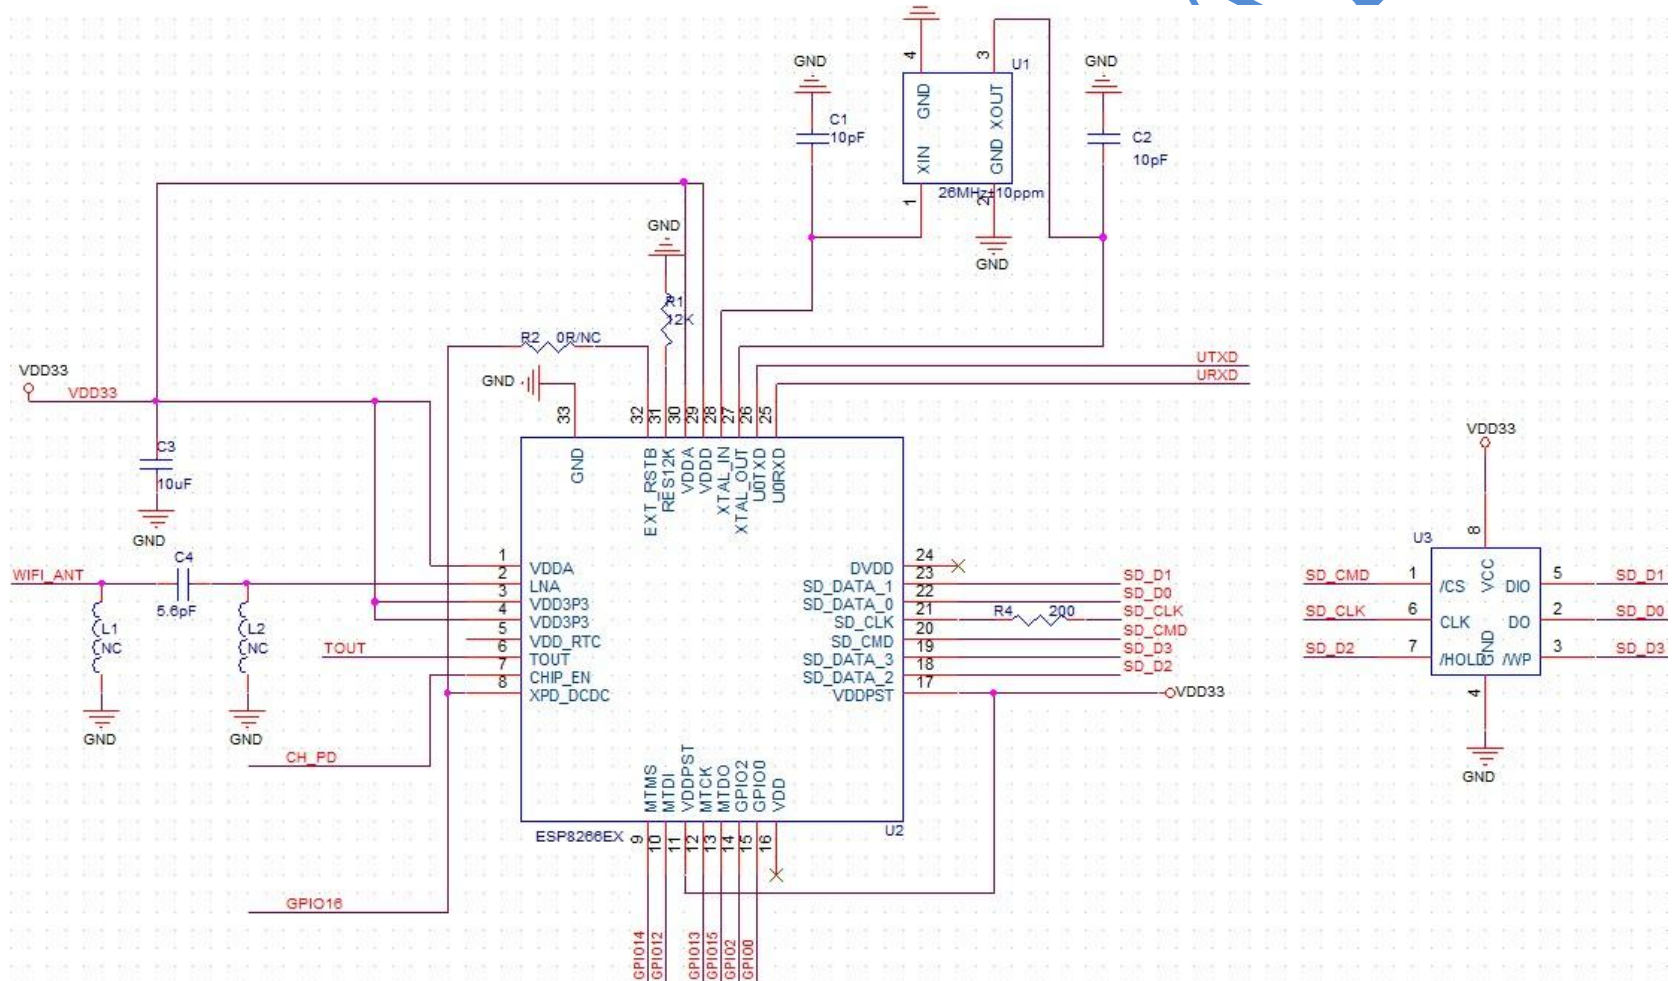 GND
C1
10pF
4
3
U1
GND
XOUT
XIN
GND
1
2
26MHz±10ppm
GND
GND
C2
10pF
GND
R1
12K
R2 0R/NC
GND
UTXD
URXD
VDD33
VDD33
C3
10uF
GND
33
32
31
30
29
28
27
26
25
GND
EXT_RSTB
RES12K
VDDA
VDDD
XTAL_IN
XTAL_OUT
U0TXD
U0RXD
WIFI_ANT
C4
5.6pF
L1
NC
L2
NC
GND
GND
TOUT
CH_PD
GPIO16
1
2
3
4
5
6
7
8
VDDA
LNA
VDD3P3
VDD3P3
VDD_RTC
TOUT
CHIP_EN
XPD_DCDC
DVDD
SD_DATA_1
SD_DATA_0
SD_CLK
SD_CMD
SD_DATA_3
SD_DATA_2
VDDPST
24
23
22
21
20
19
18
17
SD_D1
SD_D0
R4 200
SD_CLK
SD_CMD
SD_D3
SD_D2
VDD33
MTMS
MTDI
VDDPST
MTCK
MTDO
GPIO2
GPIO0
VDD
ESP8266EX
U2
9
10
11
12
13
14
15
16
GPIO14
GPIO12
GPIO13
GPIO15
GPIO2
GPIO0
VDD33
8
U3
SD_CMD 1 /CS VCC DIO 5 SD_D1
SD_CLK 6 CLK DO 2 SD_D0
SD_D2 7 /HOLD GND /WP 3 SD_D3
4
GND